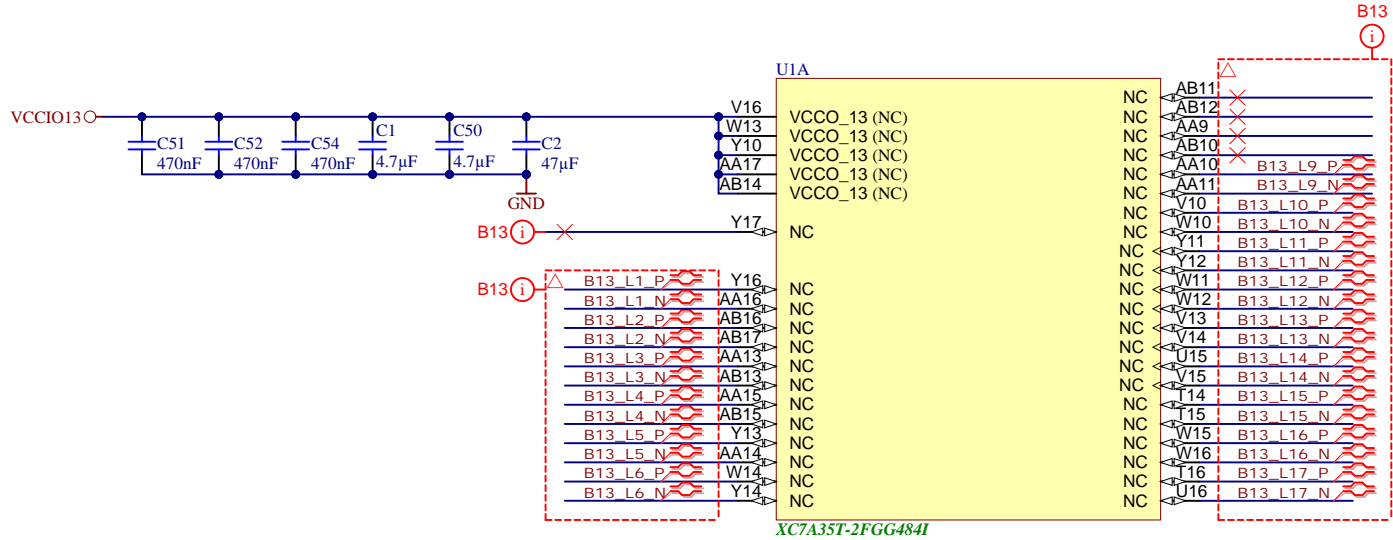 B13
i
U1A
VCCIO13
C51
470nF
C52
470nF
C54
470nF
C1
4.7µF
C50
4.7µF
C2
47µF
GND
V16 VCCO_13 (NC)
W13 VCCO_13 (NC)
Y10 VCCO_13 (NC)
AA17 VCCO_13 (NC)
AB14 VCCO_13 (NC)
B13 i Y17 NC
B13 i
B13_L1_P Y16 NC
B13_L1_N AA16 NC
B13_L2_P AB16 NC
B13_L2_N AB17 NC
B13_L3_P AA13 NC
B13_L3_N AB13 NC
B13_L4_P AA15 NC
B13_L4_N AB15 NC
B13_L5_P Y13 NC
B13_L5_N AA14 NC
B13_L6_P W14 NC
B13_L6_N Y14 NC
NC AB11
NC AB12
NC AA9
NC AB10
NC AA10 B13_L9_P
NC AA11 B13_L9_N
NC V10 B13_L10_P
NC W10 B13_L10_N
NC Y11 B13_L11_P
NC Y12 B13_L11_N
NC W11 B13_L12_P
NC W12 B13_L12_N
NC V13 B13_L13_P
NC V14 B13_L13_N
NC U15 B13_L14_P
NC V15 B13_L14_N
NC T14 B13_L15_P
NC T15 B13_L15_N
NC W15 B13_L16_P
NC W16 B13_L16_N
NC T16 B13_L17_P
NC U16 B13_L17_N
XC7A35T-2FGG484I